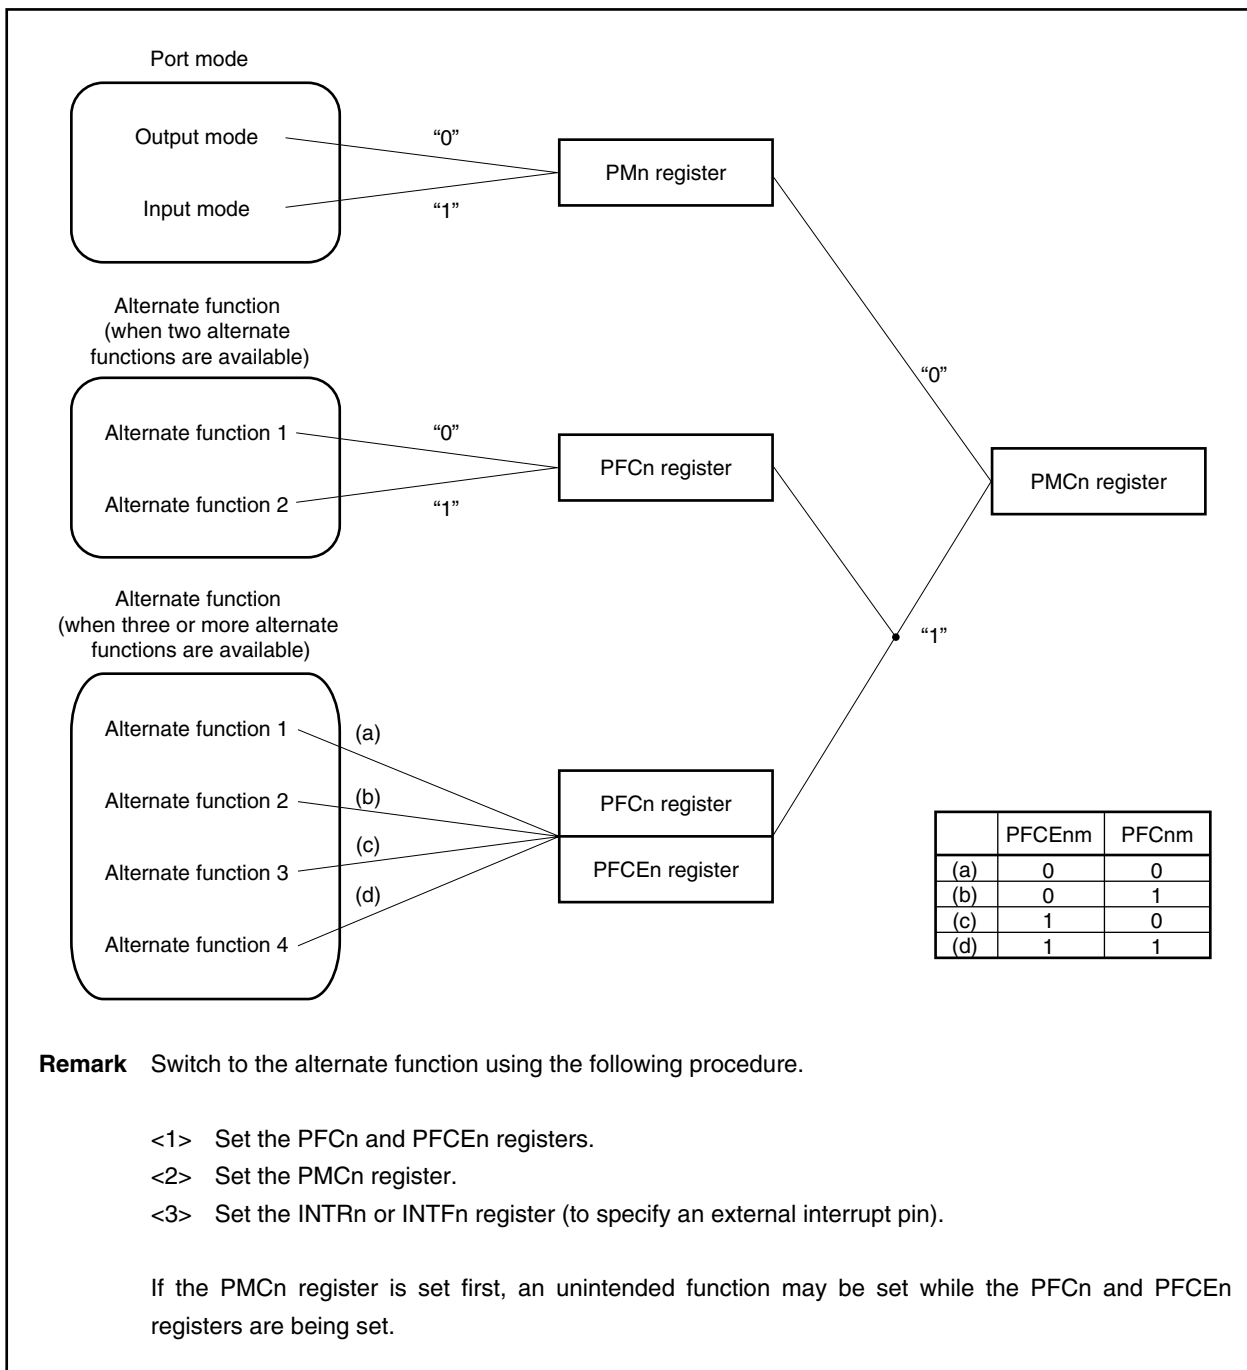 Port mode
Output mode
Input mode
“0”
“1”
PMn register
Alternate function
(when two alternate
functions are available)
Alternate function 1
Alternate function 2
“0”
“1”
PFCn register
“0”
PMCn register
“1”
Alternate function
(when three or more alternate
functions are available)
Alternate function 1
Alternate function 2
Alternate function 3
Alternate function 4
(a)
(b)
(c)
(d)
PFCn register
PFCEn register
PFCEnm PFCnm
(a) 0 0
(b) 0 1
(c) 1 0
(d) 1 1
Remark Switch to the alternate function using the following procedure.
<1> Set the PFCn and PFCEn registers.
<2> Set the PMCn register.
<3> Set the INTRn or INTFn register (to specify an external interrupt pin).
If the PMCn register is set first, an unintended function may be set while the PFCn and PFCEn
registers are being set.